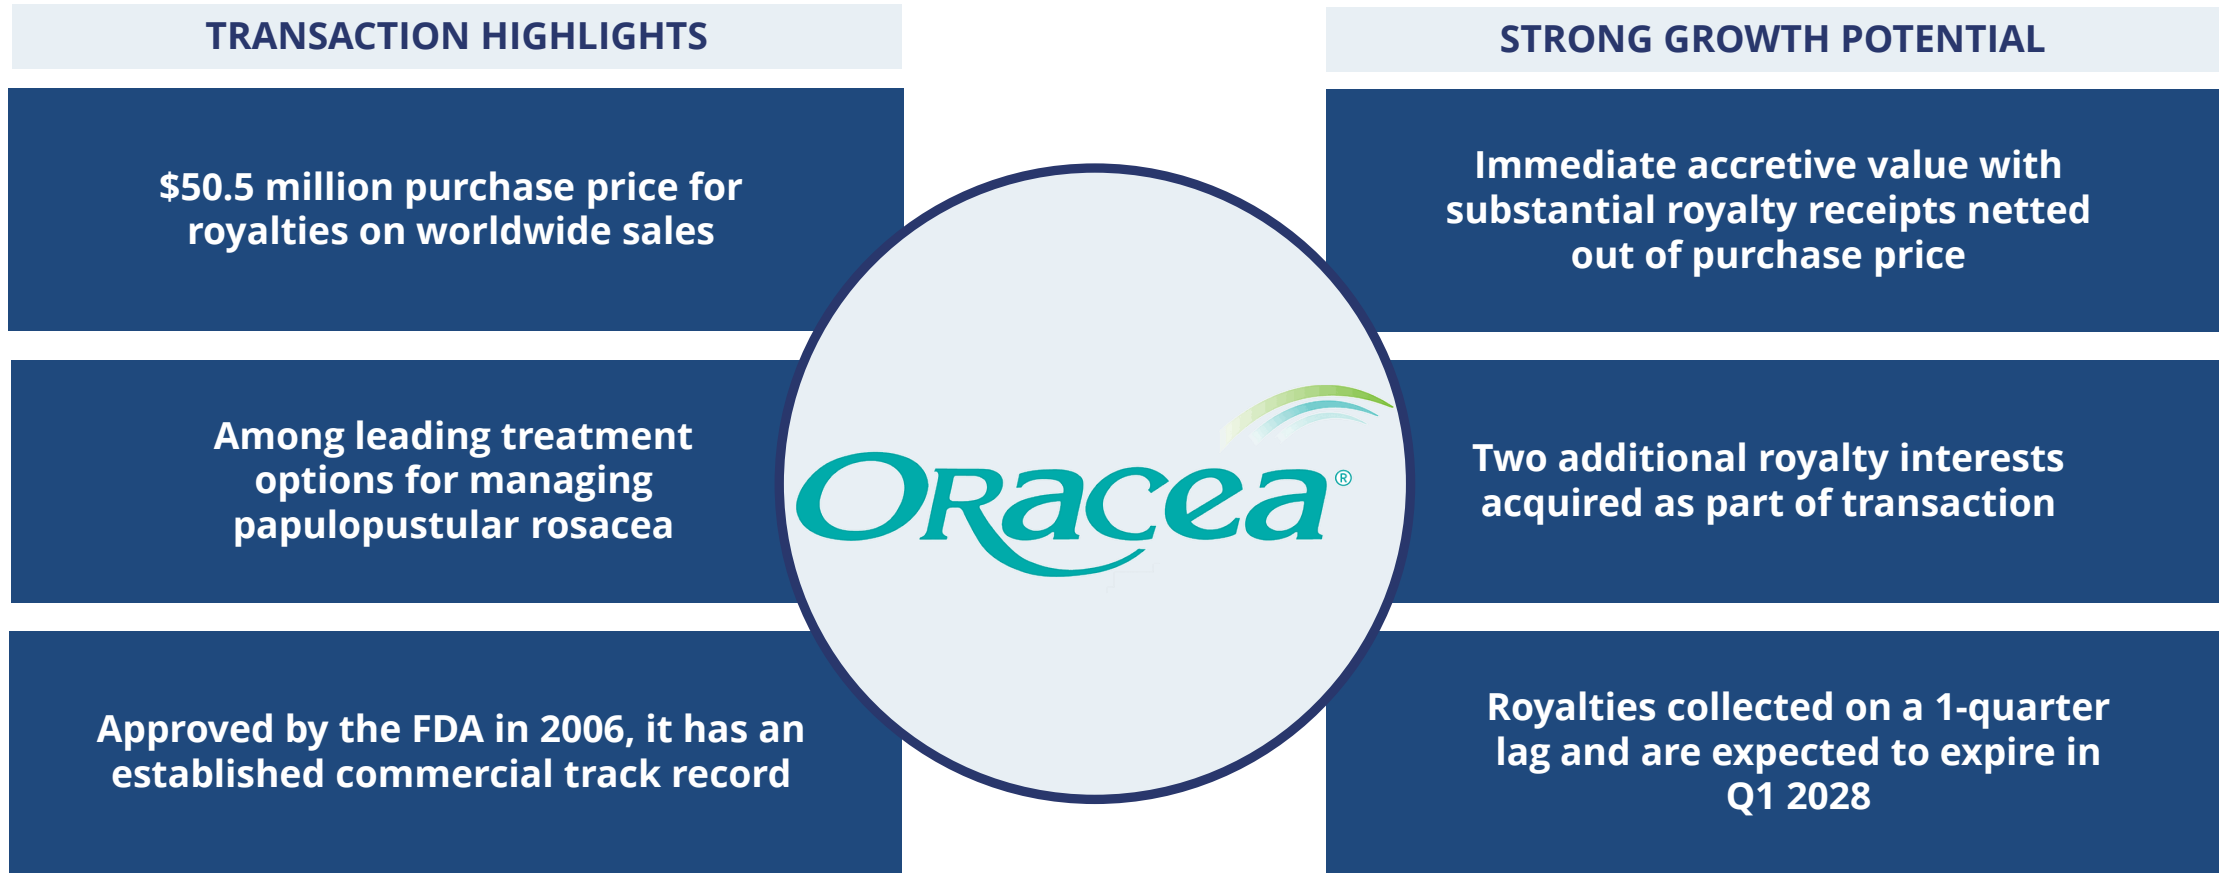 TRANSACTION HIGHLIGHTS
$50.5 million purchase price for
royalties on worldwide sales
Among leading treatment
options for managing
papulopustular rosacea
Approved by the FDA in 2006, it has an
established commercial track record
ORacea®
STRONG GROWTH POTENTIAL
Immediate accretive value with
substantial royalty receipts netted
out of purchase price
Two additional royalty interests
acquired as part of transaction
Royalties collected on a 1-quarter
lag and are expected to expire in
Q1 2028